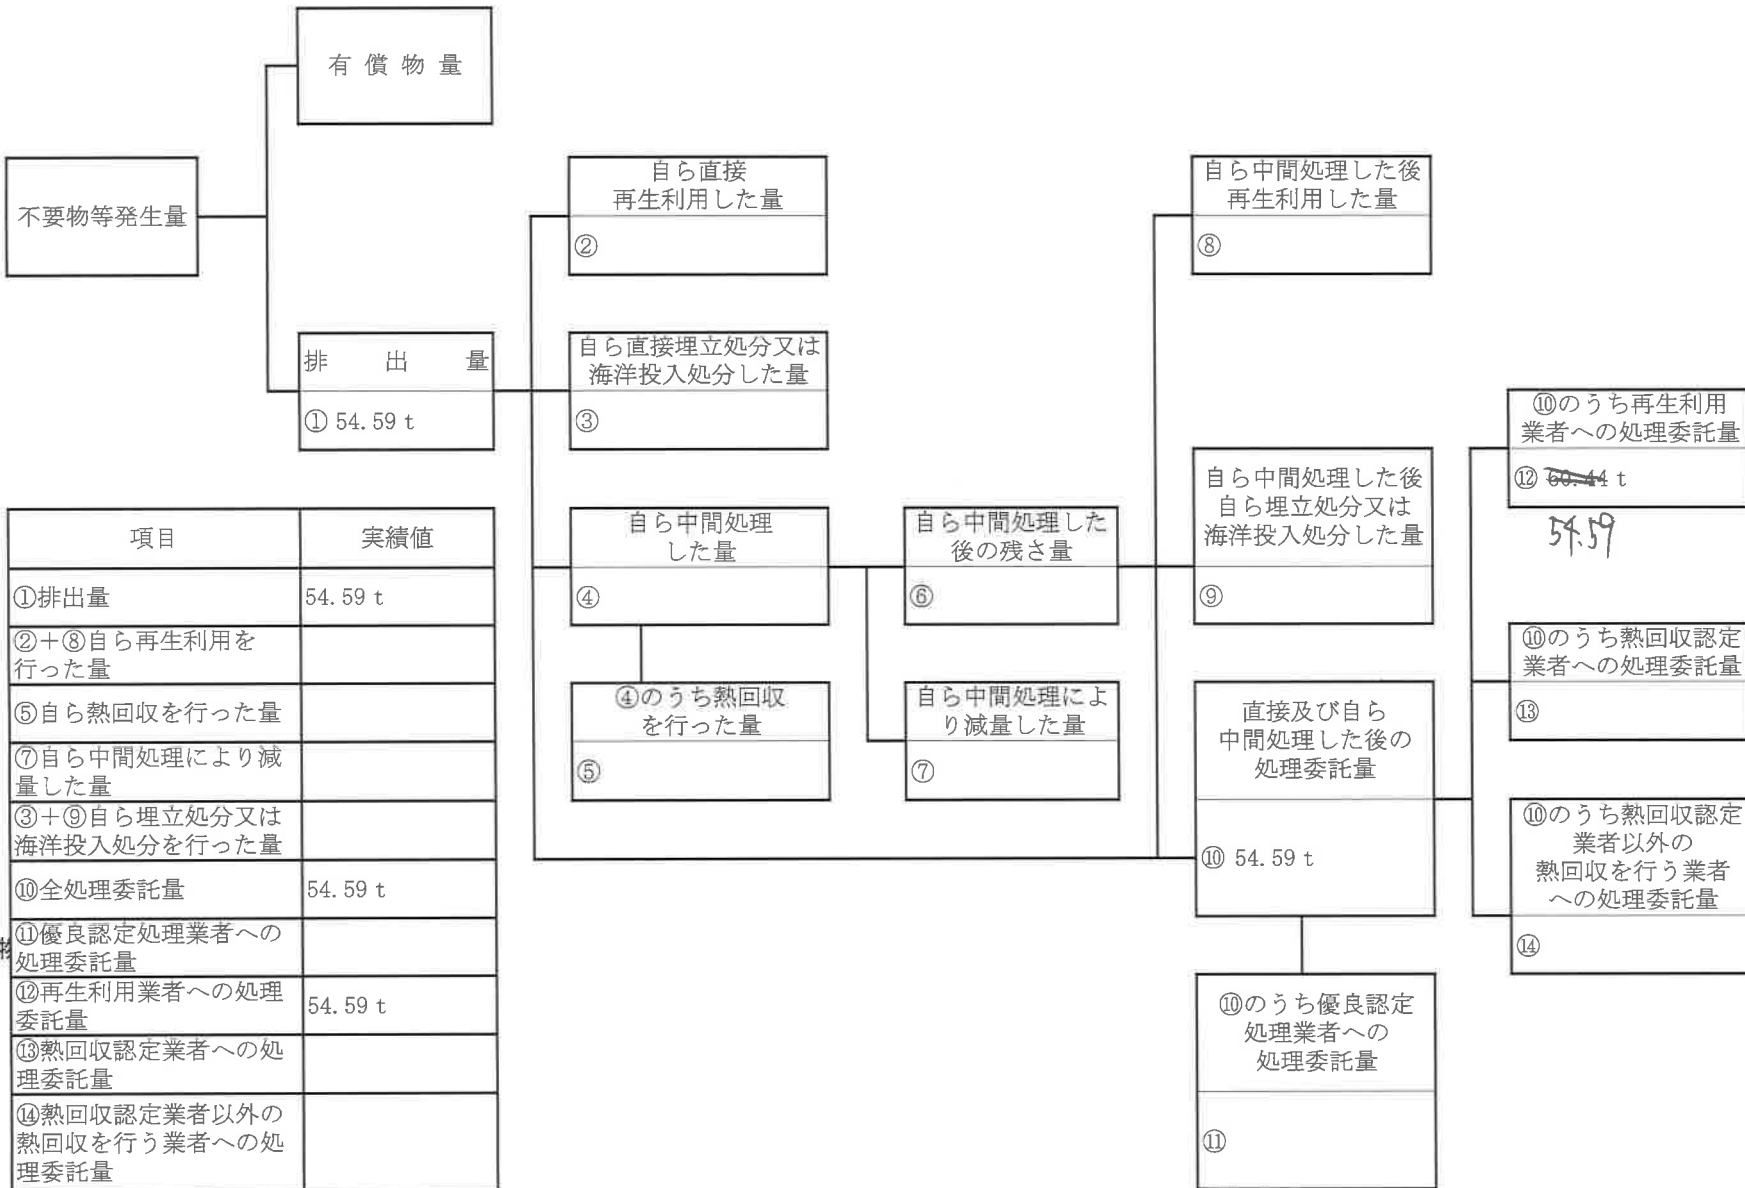 有 償 物 量
不要物等発生量
排 出 量
① 54.59 t
自ら直接
再生利用した量
②
自ら直接埋立処分又は
海洋投入処分した量
③
自ら中間処理
した量
④
④のうち熱回収
を行った量
⑤
自ら中間処理した
後の残さ量
⑥
自ら中間処理によ
り減量した量
⑦
自ら中間処理した後
再生利用した量
⑧
自ら中間処理した後
自ら埋立処分又は
海洋投入処分した量
⑨
直接及び自ら
中間処理した後の
処理委託量
⑩ 54.59 t
⑩のうち優良認定
処理業者への
処理委託量
⑪
⑩のうち再生利用
業者への処理委託量
⑫ 60.44 t
54.59
⑩のうち熱回収認定
業者への処理委託量
⑬
⑩のうち熱回収認定
業者以外の
熱回収を行う業者
への処理委託量
⑭
項目 実績値
①排出量 54.59 t
②+⑧自ら再生利用を
行った量
⑤自ら熱回収を行った量
⑦自ら中間処理により減
量した量
③+⑨自ら埋立処分又は
海洋投入処分を行った量
⑩全処理委託量 54.59 t
⑪優良認定処理業者への
処理委託量
⑫再生利用業者への処理
委託量 54.59 t
⑬熱回収認定業者への処
理委託量
⑭熱回収認定業者以外の
熱回収を行う業者への処
理委託量